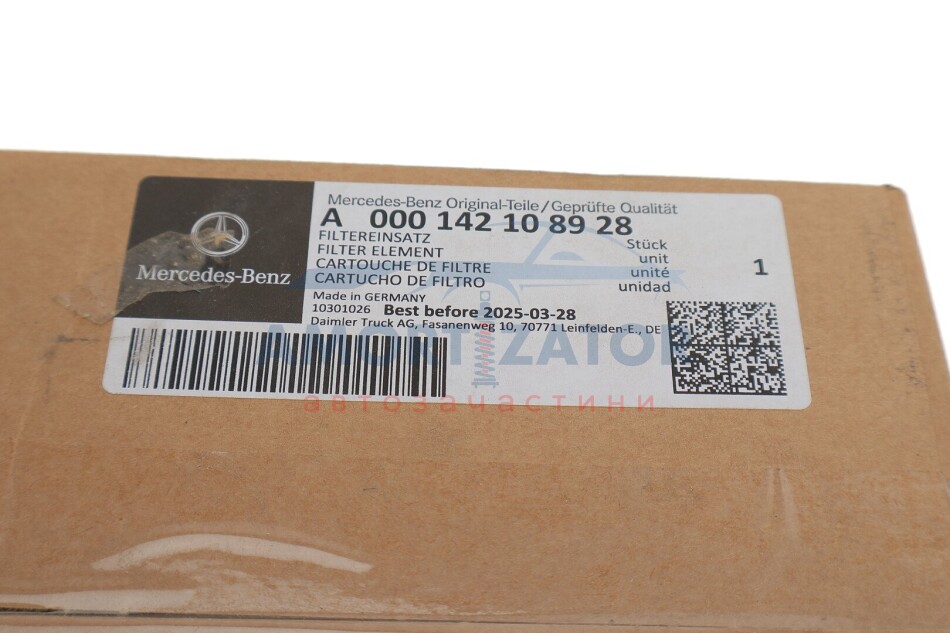 Mercedes-Benz Original-Teile/Geprüfte Qualität
A 000 142 10 89 28
FILTEREINSATZ
FILTER ELEMENT
CARTOUCHE DE FILTRE
CARTUCHO DE FILTRO
Stück
unit
unité
unidad
1
Mercedes-Benz
Made in GERMANY
10301026 Best before 2025-03-28
Daimler Truck AG, Fasanenweg 10, 70771 Leinfelden-E., DE
AMORTIZATOR
автозачастини